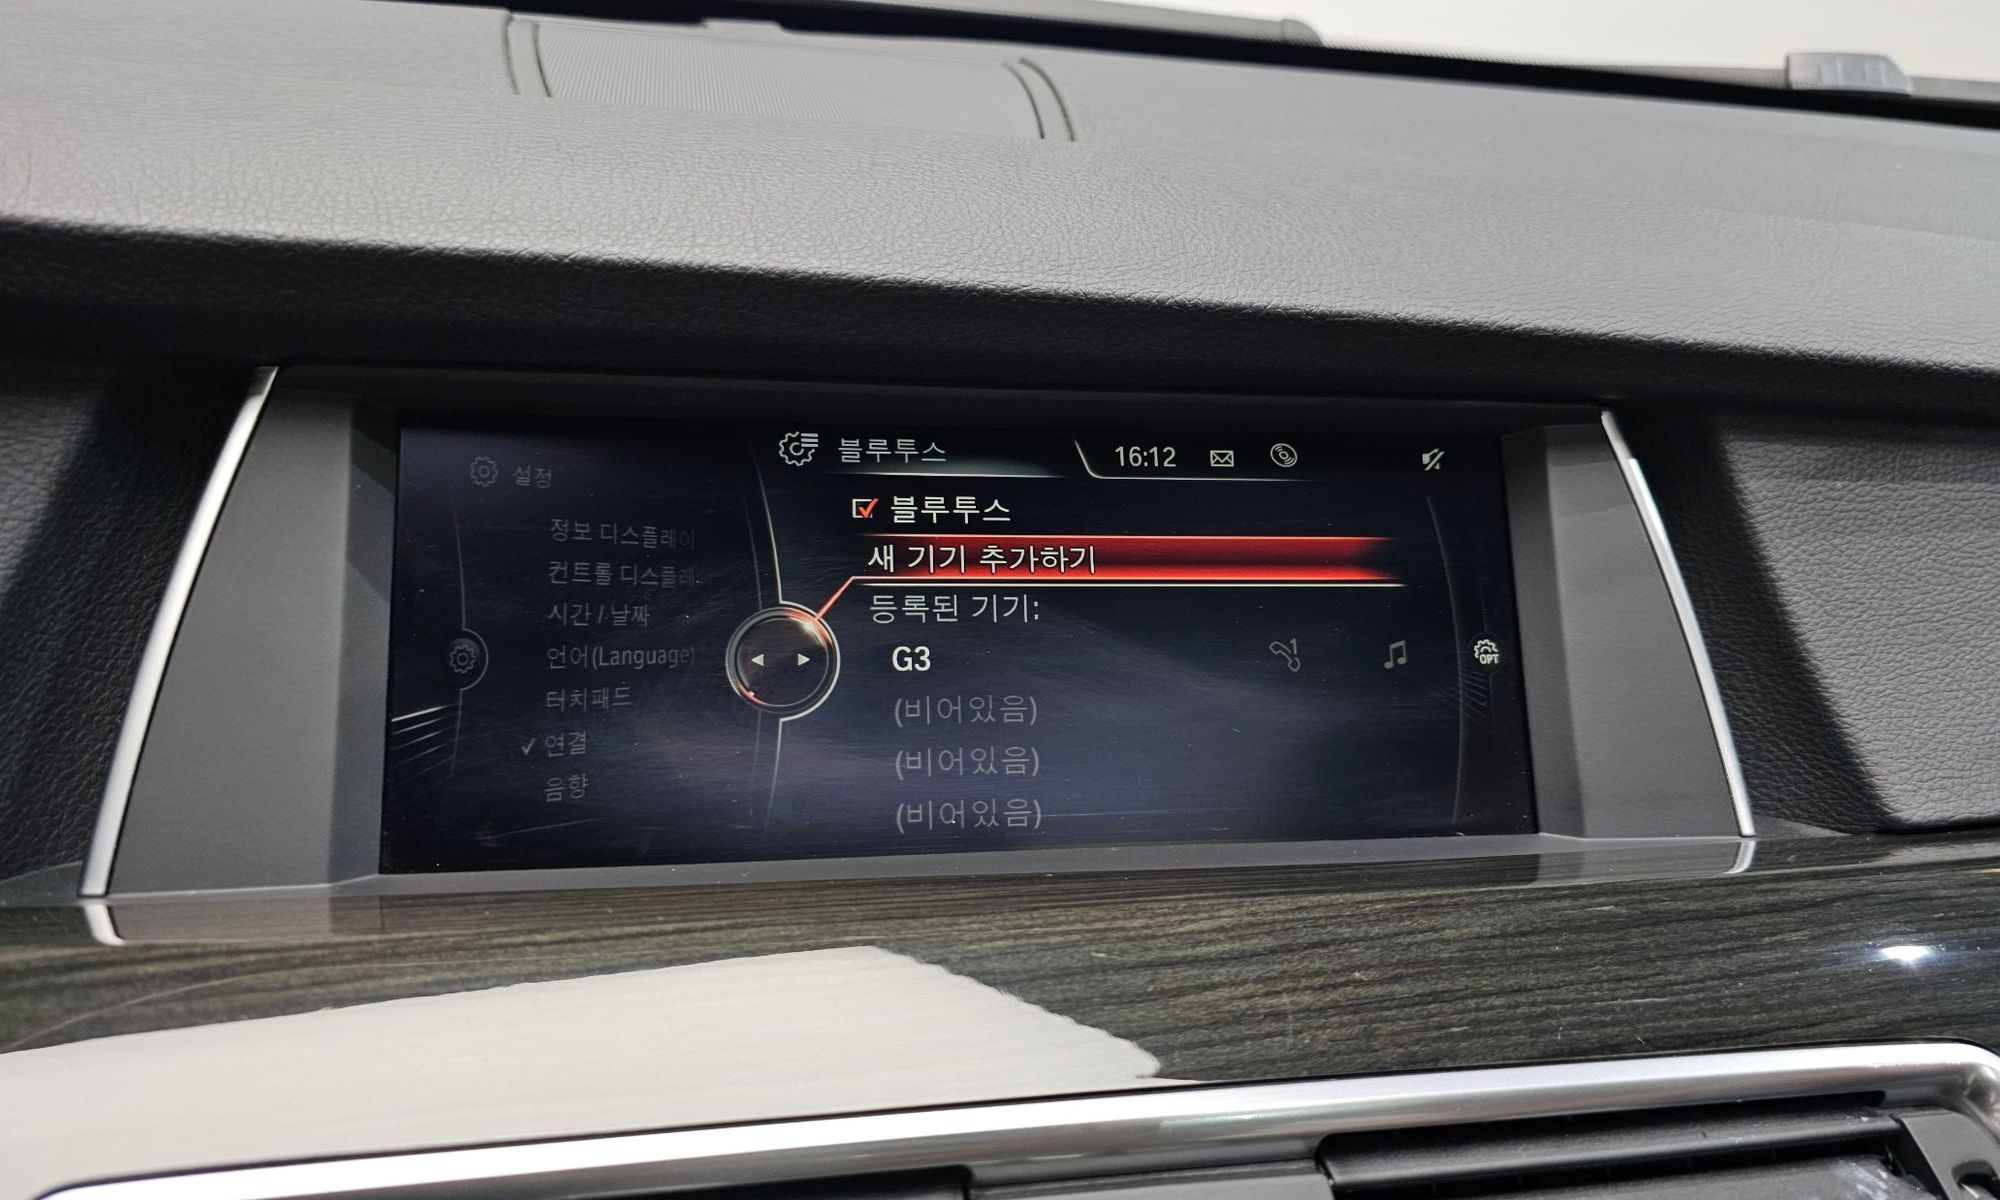 설정
정보 디스플레이
컨트롤 디스플레
시간 / 날짜
언어(Language)
터치패드
연결
음향
블루투스
16:12
블루투스
새 기기 추가하기
등록된 기기:
G3
1
OPT
(비어있음)
(비어있음)
(비어있음)